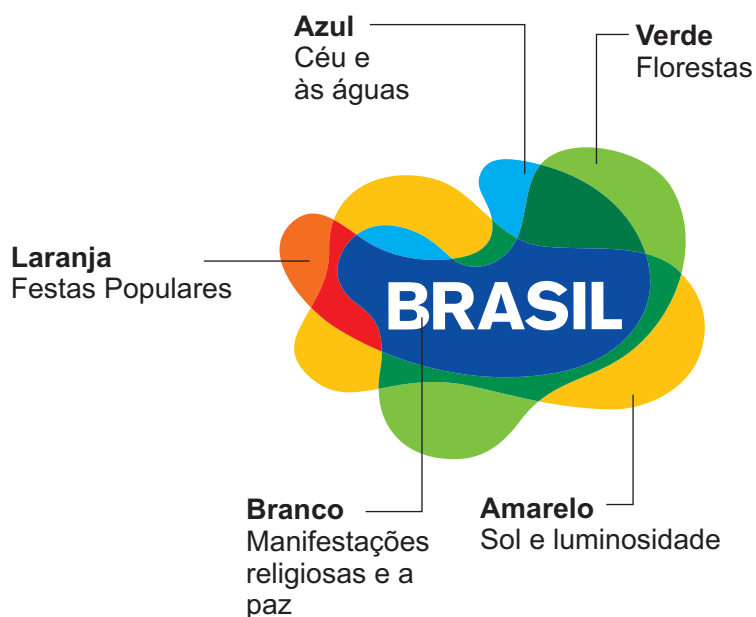 Azul
Céu e
às águas
Verde
Florestas
Laranja
Festas Populares
BRASIL
Branco
Manifestações
religiosas e a
paz
Amarelo
Sol e luminosidade